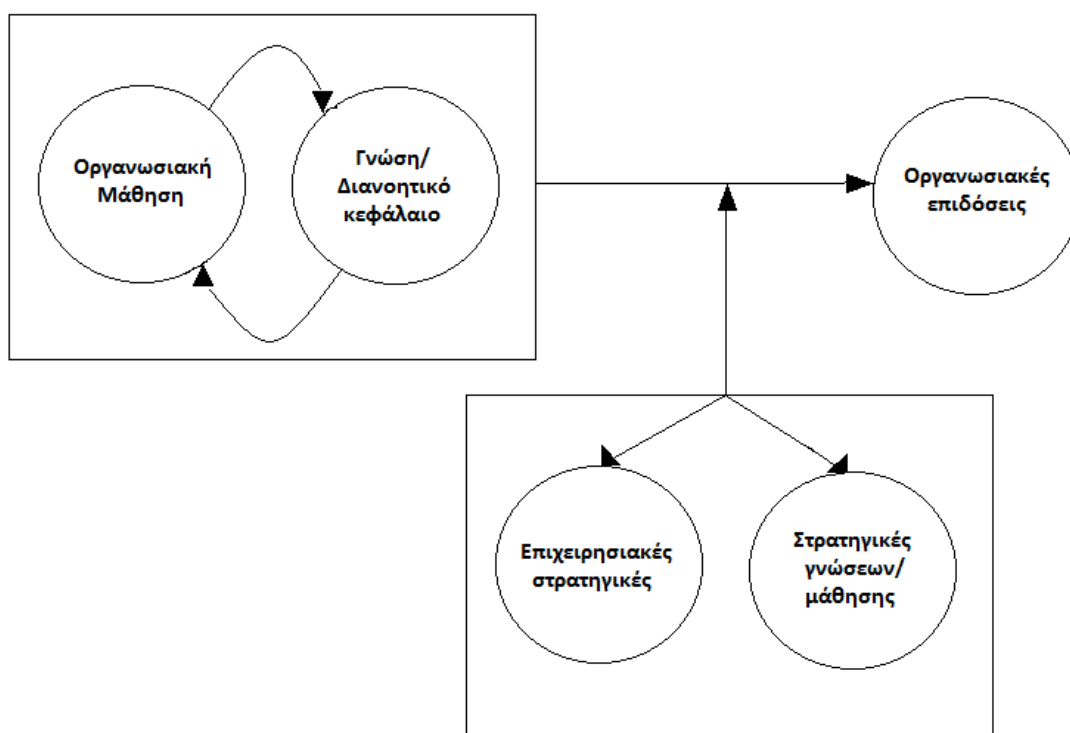 Οργανωσιακή
Μάθηση
Γνώση/
Διανοητικό
κεφάλαιο
Οργανωσιακές
επιδόσεις
Επιχειρησιακές
στρατηγικές
Στρατηγικές
γνώσεων/
μάθησης